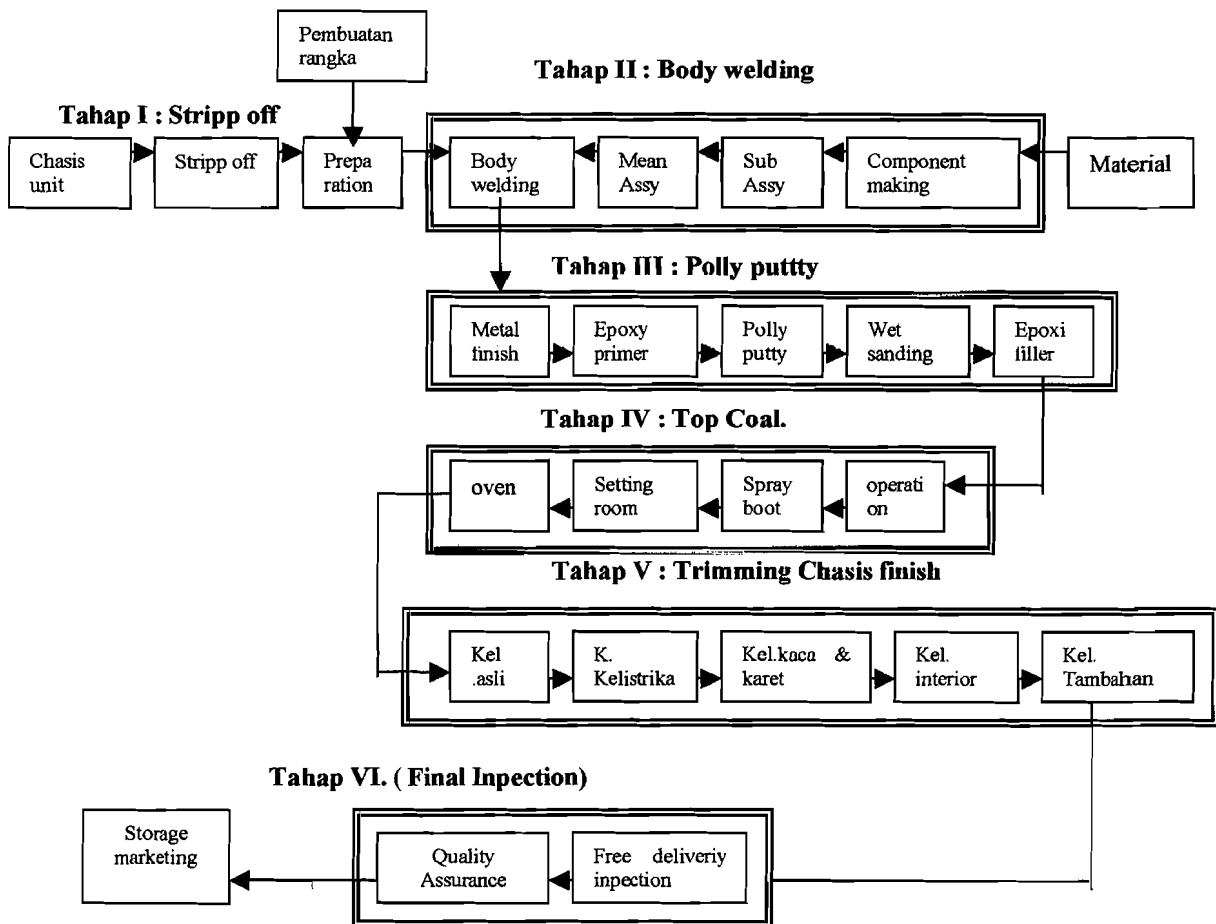 Pembuatan
rangka
Tahap II : Body welding
Tahap I : Stripp off
Chasis
unit
Stripp off
Prepa
ration
Body
welding
Mean
Assy
Sub
Assy
Component
making
Material
Tahap III : Polly puttty
Metal
finish
Epoxy
primer
Polly
putty
Wet
sanding
Epoxi
filler
Tahap IV : Top Coal.
oven
Setting
room
Spray
boot
operati
on
Tahap V : Trimming Chasis finish
Kel
.asli
K.
Kelistrika
Kel.kaca &
karet
Kel.
interior
Kel.
Tambahan
Tahap VI. ( Final Inpection)
Storage
marketing
Quality
Assurance
Free deliveriy
inpection